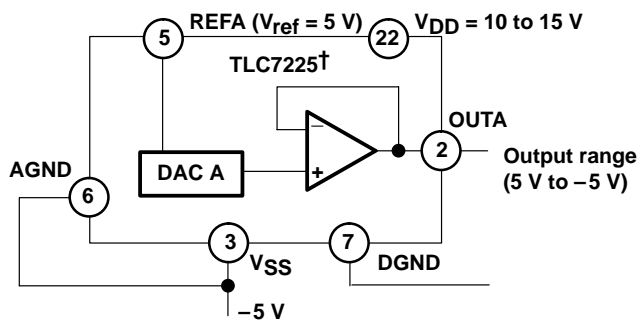 5 REFA (Vref = 5 V) 22 VDD = 10 to 15 V
TLC7225†
−
+
DAC A
OUTA
2
Output range
(5 V to –5 V)
AGND
6
3
VSS
7
DGND
–5 V